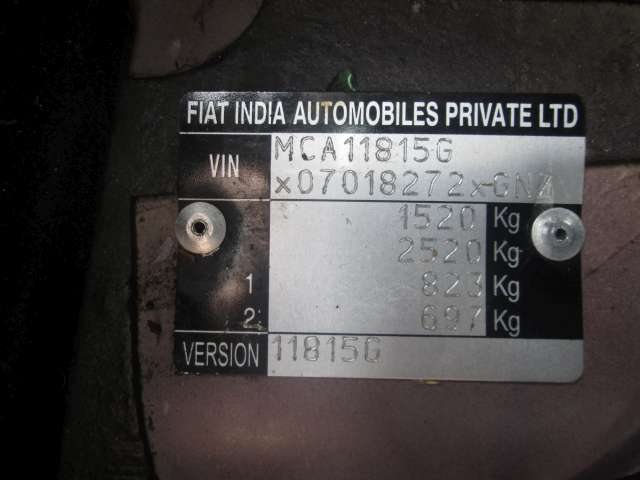 FIAT INDIA AUTOMOBILES PRIVATE LTD
VIN MCA11815G
x07018272x-GNZ
1520 Kg
2520 Kg
1 823 Kg
2 697 Kg
VERSION 11815G